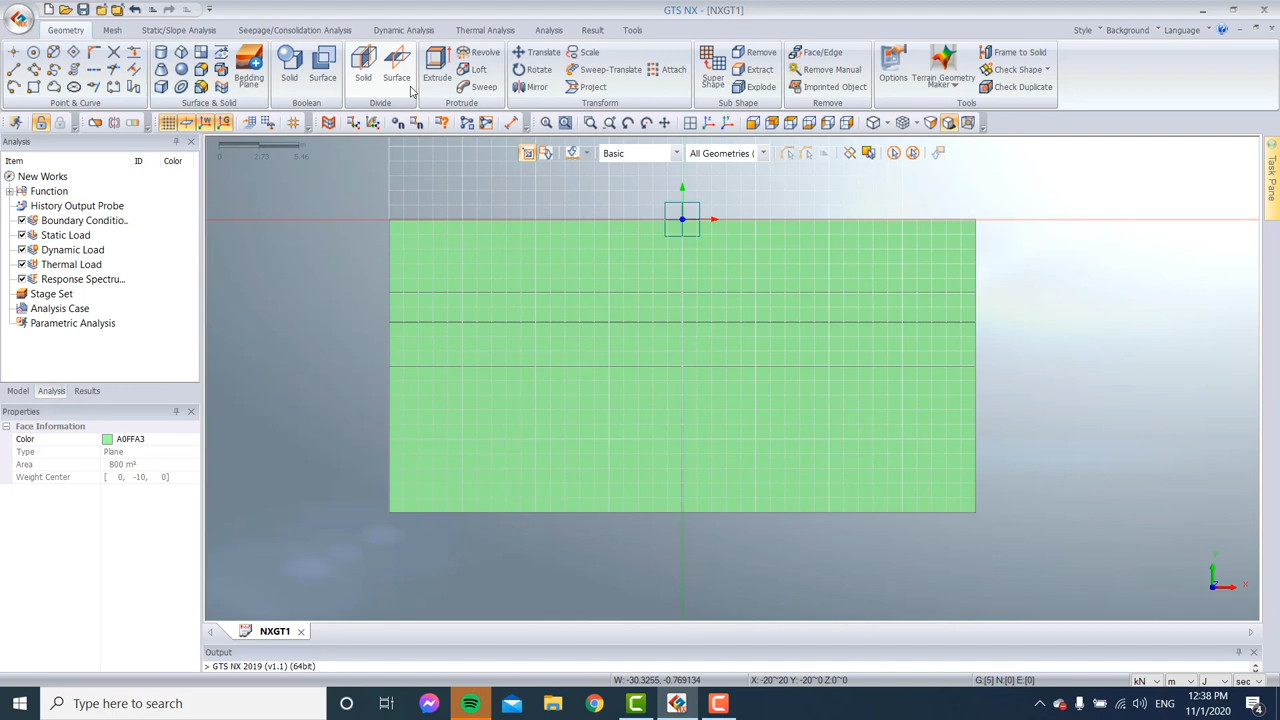 GTS NX - [NXGT1]
Geometry Mesh Static/Slope Analysis Seepage/Consolidation Analysis Dynamic Analysis Thermal Analysis Analysis Result Tools Style Background Language
Bedding Plane Solid Surface Solid Surface Extrude Revolve Loft Sweep
Translate Rotate Mirror Scale Sweep-Translate Project Attach
Super Shape Remove Extract Explode Face/Edge Remove Manual Imprinted Object
Options Terrain Geometry Maker Frame to Solid Check Shape Check Duplicate
Point & Curve Surface & Solid Boolean Divide Protrude Transform Sub Shape Remove Tools
Analysis
Item ID Color
New Works
Function
History Output Probe
Boundary Conditio..
Static Load
Dynamic Load
Thermal Load
Response Spectru...
Stage Set
Analysis Case
Parametric Analysis
Model Analysis Results
Properties
Face Information
Color A0FFA3
Type Plane
Area 800 m²
Weight Center [ 0, -10, 0]
0 2.73 5.46
Basic All Geometries (
Task Pane
Y
X
NXGT1
Output
> GTS NX 2019 (v1.1) (64bit)
W: -30.3255, -0.769134 X: -20~20 Y: -20~0 Z:0~0 G:[5] N:[0] E:[0] kN m J sec
Type here to search
12:38 PM
11/1/2020
4